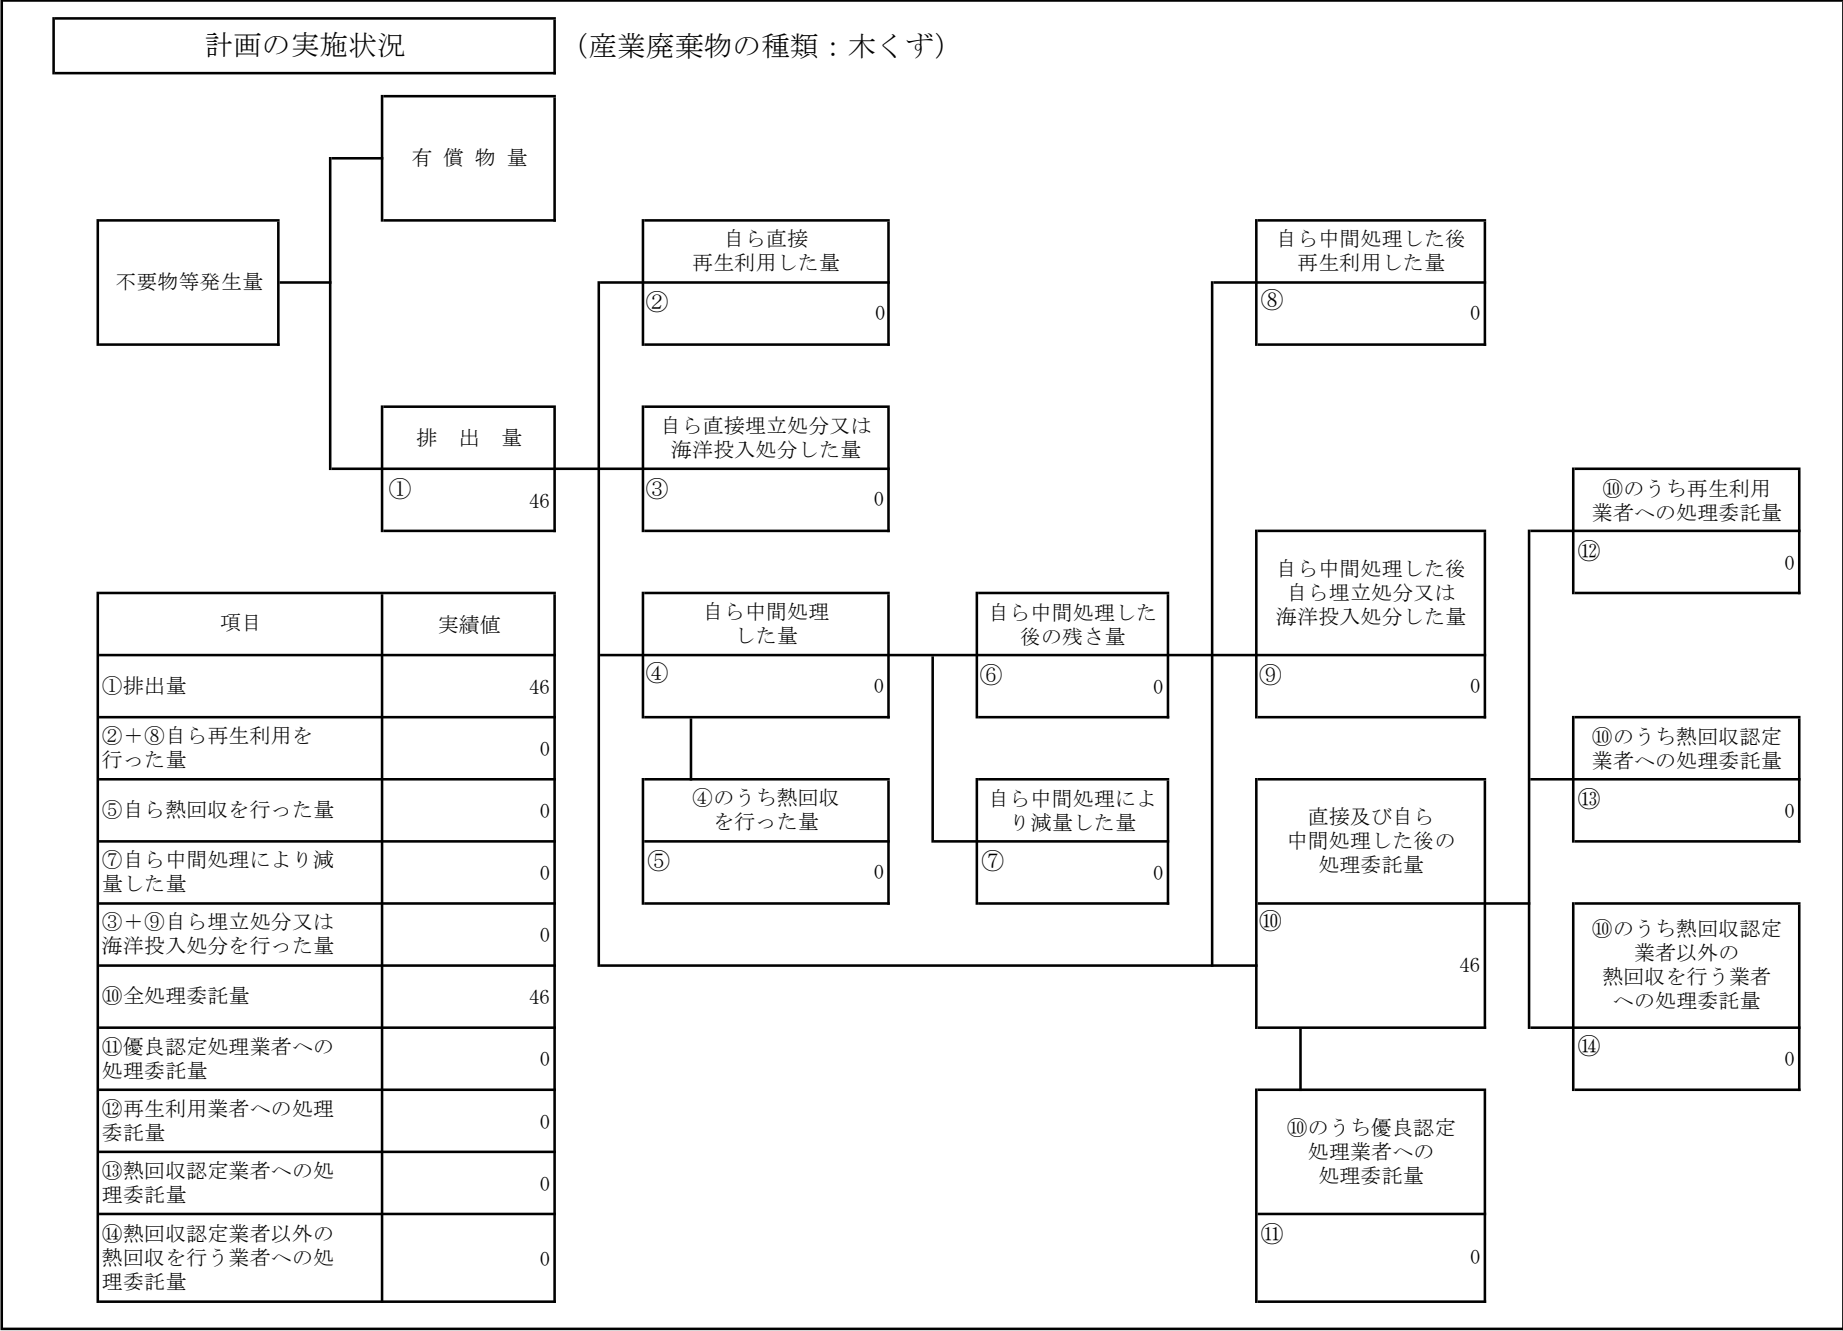 計画の実施状況
（産業廃棄物の種類：木くず）
有償物量
不要物等発生量
自ら直接
再生利用した量
②
0
自ら中間処理した後
再生利用した量
⑧
0
排出量
①
46
自ら直接埋立処分又は
海洋投入処分した量
③
0
⑩のうち再生利用
業者への処理委託量
⑫
0
自ら中間処理した後
自ら埋立処分又は
海洋投入処分した量
⑨
0
自ら中間処理
した量
④
0
自ら中間処理した
後の残さ量
⑥
0
⑩のうち熱回収認定
業者への処理委託量
⑬
0
④のうち熱回収
を行った量
⑤
0
自ら中間処理によ
り減量した量
⑦
0
直接及び自ら
中間処理した後の
処理委託量
⑩
46
⑩のうち熱回収認定
業者以外の
熱回収を行う業者
への処理委託量
⑭
0
⑩のうち優良認定
処理業者への
処理委託量
⑪
0
項目 実績値
①排出量 46
②＋⑧自ら再生利用を
行った量
0
⑤自ら熱回収を行った量 0
⑦自ら中間処理により減
量した量
0
③＋⑨自ら埋立処分又は
海洋投入処分を行った量
0
⑩全処理委託量 46
⑪優良認定処理業者への
処理委託量
0
⑫再生利用業者への処理
委託量
0
⑬熱回収認定業者への処
理委託量
0
⑭熱回収認定業者以外の
熱回収を行う業者への処
理委託量
0